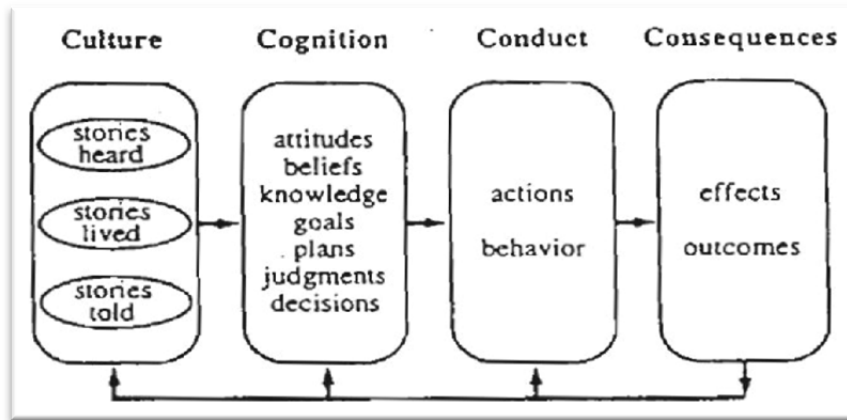 Culture
Cognition
Conduct
Consequences
stories
heard
stories
lived
stories
told
attitudes
beliefs
knowledge
goals
plans
judgments
decisions
actions
behavior
effects
outcomes